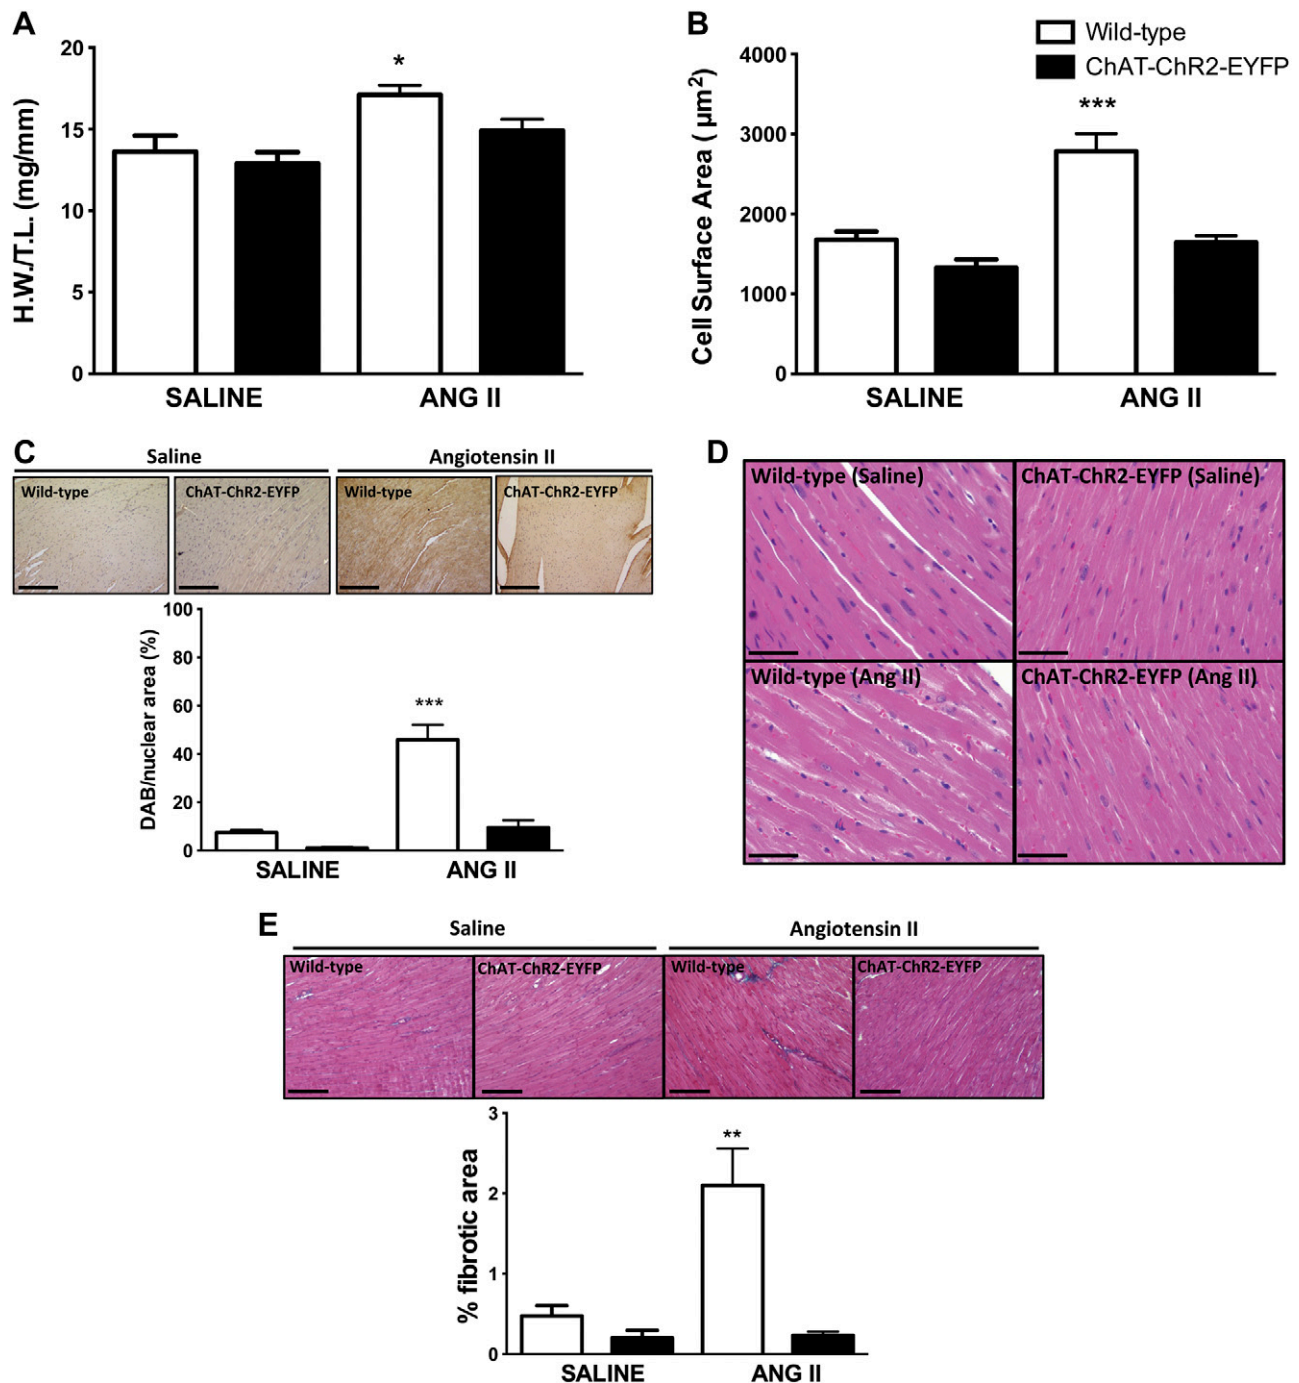 A
H.W./T.L. (mg/mm)
20
15
10
5
0
*
SALINE
ANG II
B
Wild-type
ChAT-ChR2-EYFP
Cell Surface Area ( µm²)
4000
3000
2000
1000
0
***
SALINE
ANG II
C
Saline
Angiotensin II
Wild-type
ChAT-ChR2-EYFP
Wild-type
ChAT-ChR2-EYFP
DAB/nuclear area (%)
100
80
60
40
20
0
***
SALINE
ANG II
D
Wild-type (Saline)
ChAT-ChR2-EYFP (Saline)
Wild-type (Ang II)
ChAT-ChR2-EYFP (Ang II)
E
Saline
Angiotensin II
Wild-type
ChAT-ChR2-EYFP
Wild-type
ChAT-ChR2-EYFP
% fibrotic area
3
2
1
0
**
SALINE
ANG II